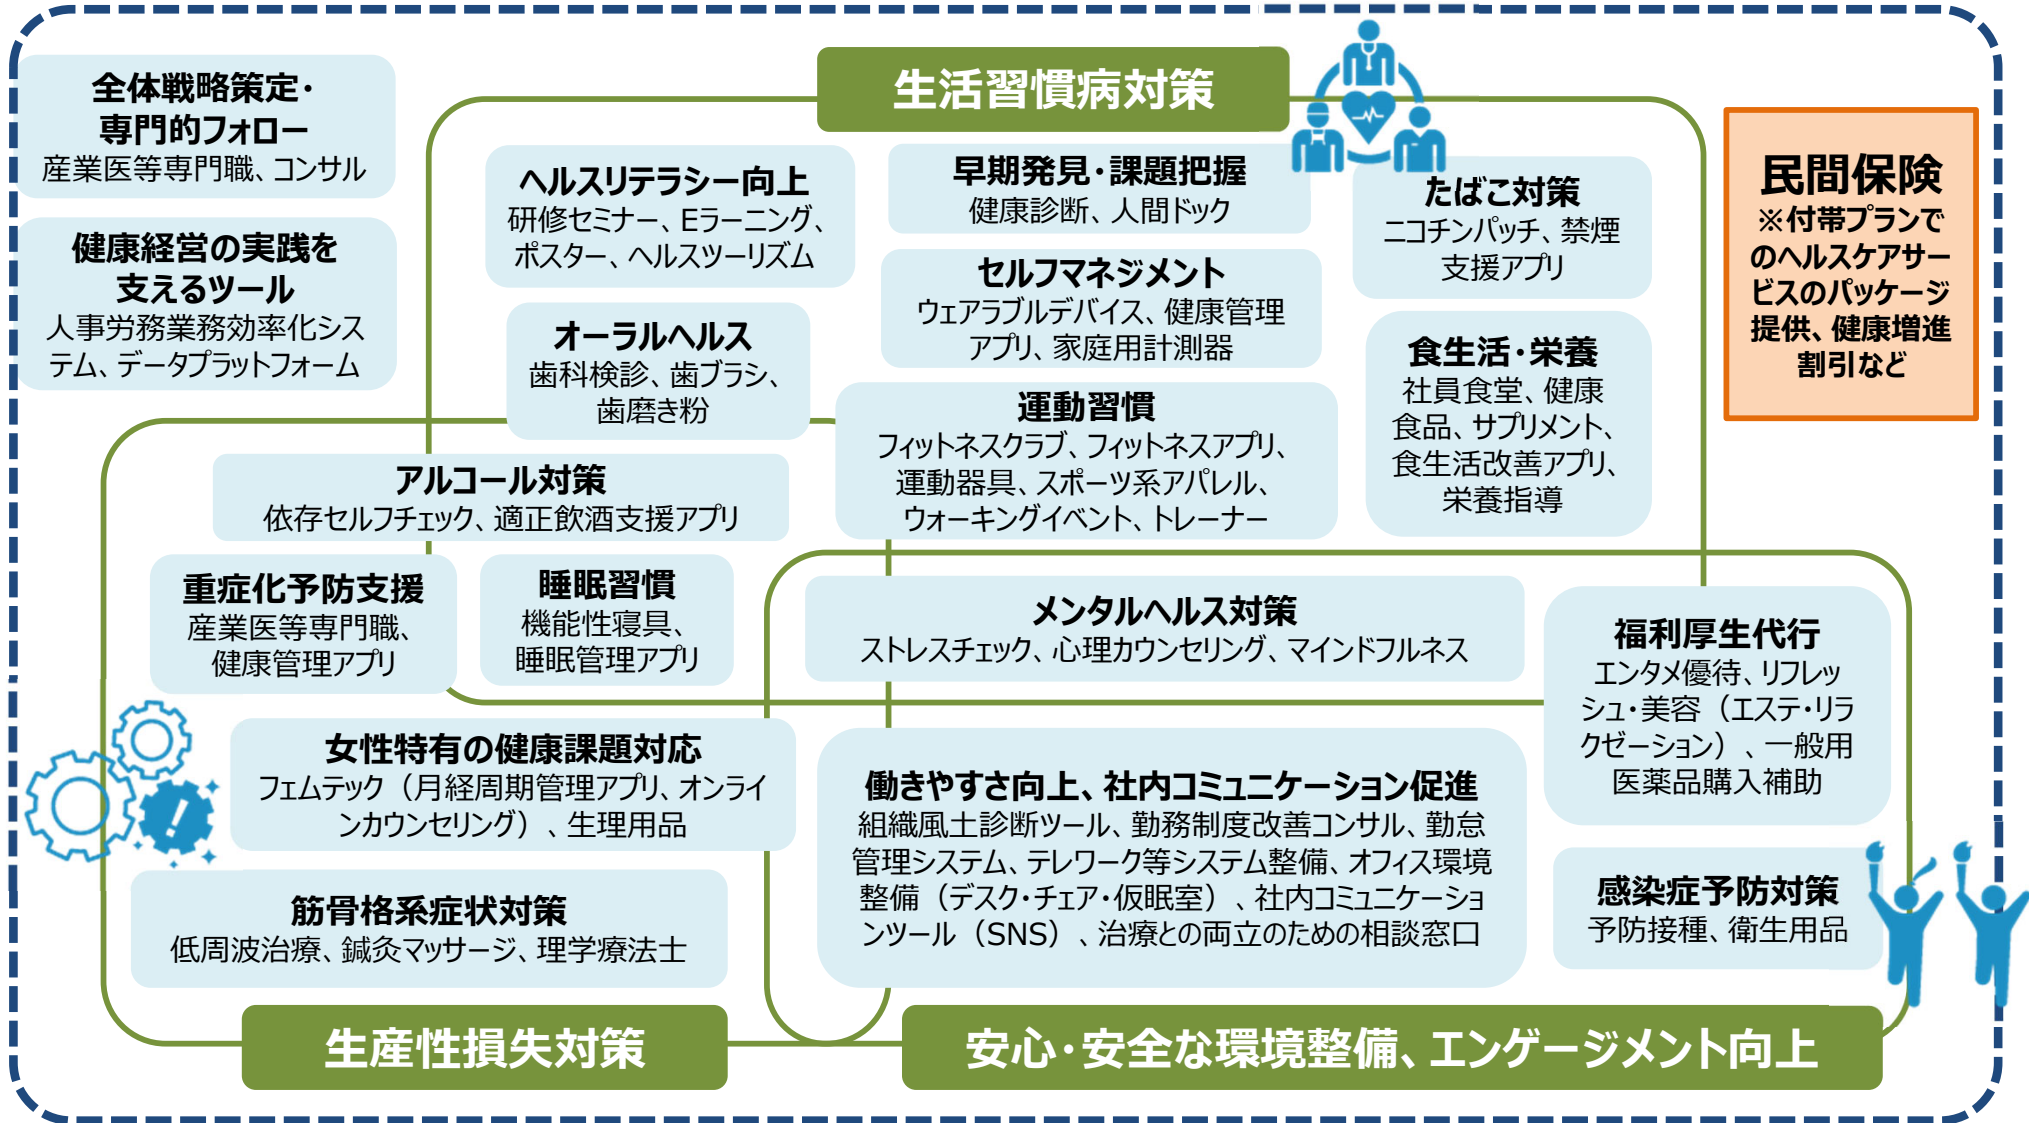 全体戦略策定・
専門的フォロー
産業医等専門職、コンサル
健康経営の実践を
支えるツール
人事労務業務効率化シス
テム、データプラットフォーム
生活習慣病対策
ヘルスリテラシー向上
研修セミナー、Eラーニング、
ポスター、ヘルスツーリズム
早期発見・課題把握
健康診断、人間ドック
たばこ対策
ニコチンパッチ、禁煙
支援アプリ
民間保険
※付帯プランで
のヘルスケアサー
ビスのパッケージ
提供、健康増進
割引など
オーラルヘルス
歯科検診、歯ブラシ、
歯磨き粉
セルフマネジメント
ウェアラブルデバイス、健康管理
アプリ、家庭用計測器
食生活・栄養
社員食堂、健康
食品、サプリメント、
食生活改善アプリ、
栄養指導
運動習慣
フィットネスクラブ、フィットネスアプリ、
運動器具、スポーツ系アパレル、
ウォーキングイベント、トレーナー
アルコール対策
依存セルフチェック、適正飲酒支援アプリ
重症化予防支援
産業医等専門職、
健康管理アプリ
睡眠習慣
機能性寝具、
睡眠管理アプリ
メンタルヘルス対策
ストレスチェック、心理カウンセリング、マインドフルネス
福利厚生代行
エンタメ優待、リフレッ
シュ・美容（エステ・リラ
クゼーション）、一般用
医薬品購入補助
女性特有の健康課題対応
フェムテック（月経周期管理アプリ、オンライ
ンカウンセリング）、生理用品
働きやすさ向上、社内コミュニケーション促進
組織風土診断ツール、勤務制度改善コンサル、勤怠
管理システム、テレワーク等システム整備、オフィス環境
整備（デスク・チェア・仮眠室）、社内コミュニケーショ
ンツール（SNS）、治療との両立のための相談窓口
感染症予防対策
予防接種、衛生用品
筋骨格系症状対策
低周波治療、鍼灸マッサージ、理学療法士
生産性損失対策
安心・安全な環境整備、エンゲージメント向上